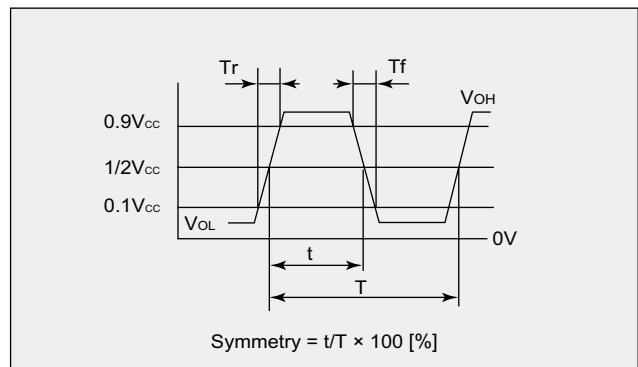 Tr
Tf
VOH
0.9Vcc
1/2Vcc
0.1Vcc
VOL
0V
t
T
Symmetry = t/T × 100 [%]